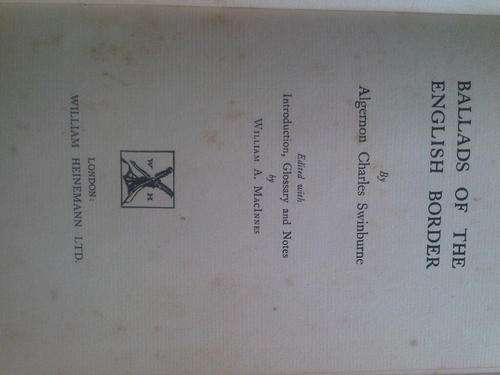 BALLADS OF THE
ENGLISH BORDER
By
Algernon Charles Swinburne
Edited with
Introduction, Glossary and Notes
by
WILLIAM A. MACINNES
W H
LONDON:
WILLIAM HEINEMANN LTD.